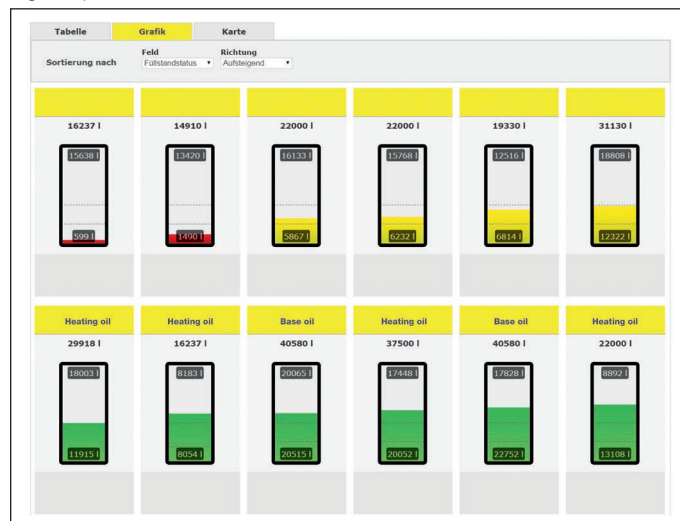 Tabelle Grafik Karte
Sortierung nach
Feld Richtung
Füllstandstatus Aufsteigend
16237 l 14910 l 22000 l 22000 l 19330 l 31130 l
15638 l 13420 l 16133 l 15768 l 12516 l 18808 l
599 l 1490 l 5867 l 6232 l 6814 l 12322 l
Heating oil Heating oil Base oil Heating oil Base oil Heating oil
29918 l 16237 l 40580 l 37500 l 40580 l 22000 l
18003 l 8183 l 20065 l 17448 l 17828 l 8892 l
11915 l 8054 l 20515 l 20052 l 22752 l 13108 l